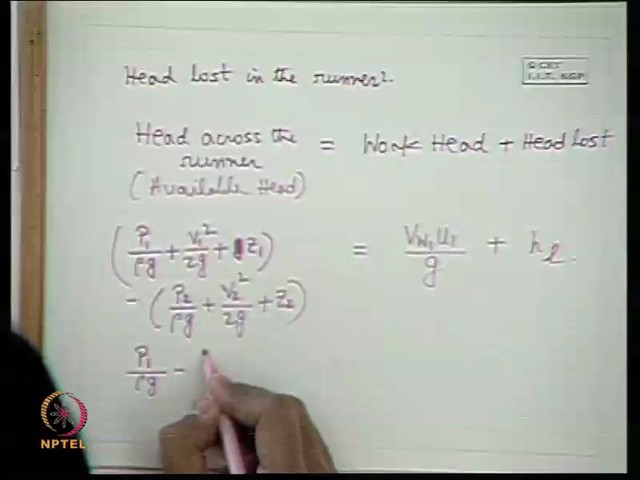 © CET
I.I.T. KGP
Head Lost in the runner?
Head across the runner = Work Head + Head Lost
(Available Head)
(P₁/ρg + V₁²/2g + Z₁) = Vw₁U₁/g + hₗ.
− (P₂/ρg + V₂²/2g + Z₂)
P₁/ρg −
NPTEL